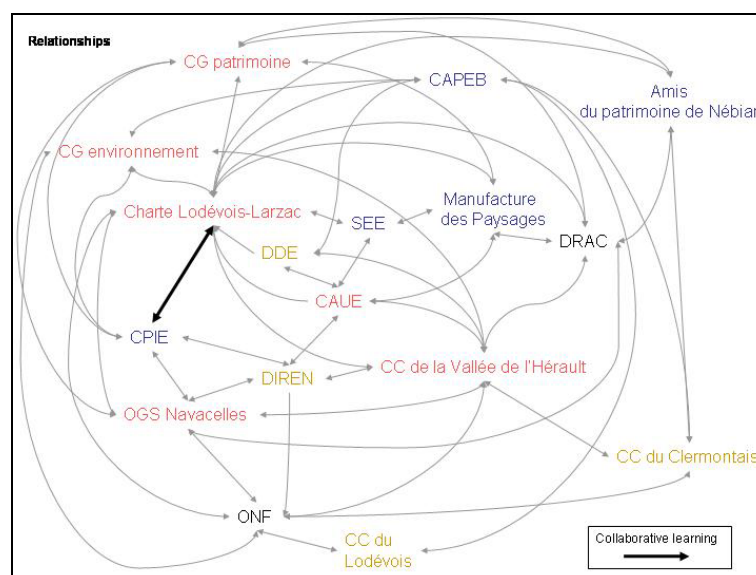 Relationships
CG patrimoine
CAPEB
Amis
du patrimoine de Nébian
CG environnement
Charte Lodévois-Larzac
SEE
Manufacture
des Paysages
DRAC
DDE
CAUE
CPIE
DIREN
CC de la Vallée de l'Hérault
OGS Navacelles
CC du Clermontais
ONF
CC du
Lodévois
Collaborative learning